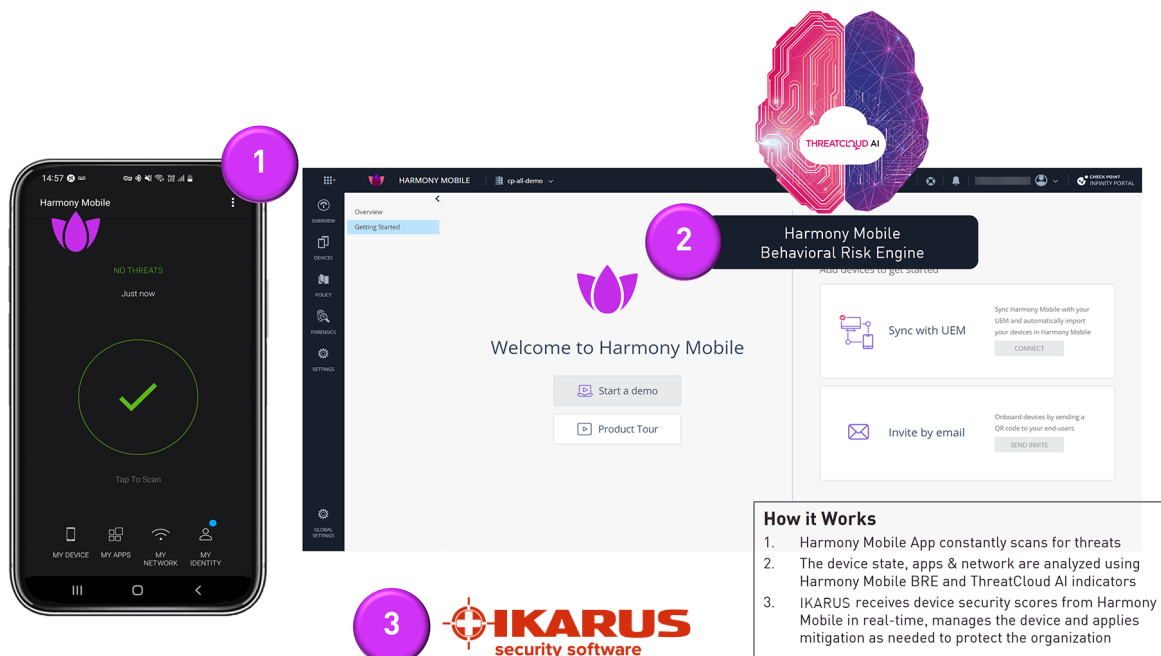 1
14:57
Harmony Mobile
NO THREATS
Just now
Tap To Scan
MY DEVICE
MY APPS
MY
NETWORK
MY
IDENTITY
THREATCLOUD AI
HARMONY MOBILE
cp-all-demo
CHECK POINT
INFINITY PORTAL
OVERVIEW
DEVICES
POLICY
FORENSICS
SETTINGS
GLOBAL
SETTINGS
Overview
Getting Started
2
Harmony Mobile
Behavioral Risk Engine
Welcome to Harmony Mobile
Start a demo
Product Tour
Add devices to get started
Sync with UEM
Sync Harmony Mobile with your
UEM and automatically import
your devices in Harmony Mobile
CONNECT
Invite by email
Onboard devices by sending a
QR code to your end-users
SEND INVITE
3
IKARUS
security software
How it Works
1. Harmony Mobile App constantly scans for threats
2. The device state, apps & network are analyzed using
Harmony Mobile BRE and ThreatCloud AI indicators
3. IKARUS receives device security scores from Harmony
Mobile in real-time, manages the device and applies
mitigation as needed to protect the organization